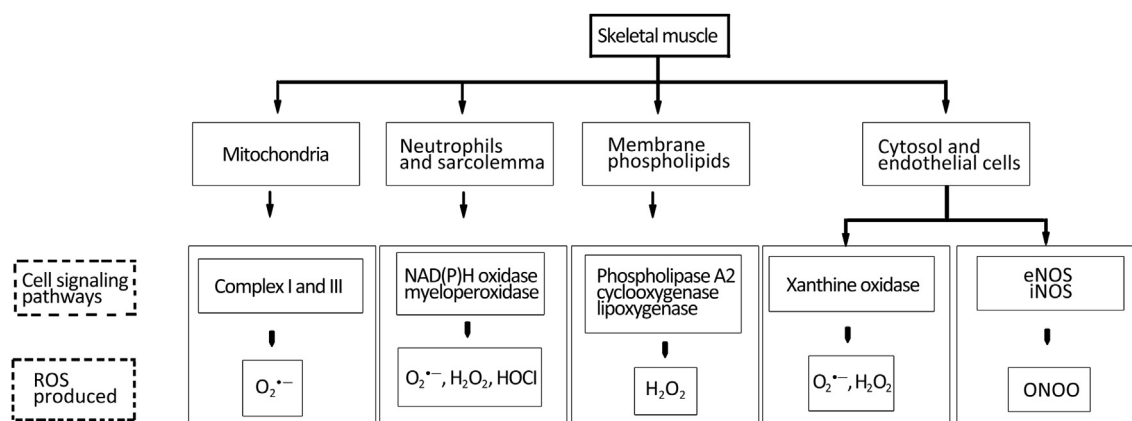 Skeletal muscle
Mitochondria
Neutrophils
and sarcolemma
Membrane
phospholipids
Cytosol and
endothelial cells
Cell signaling
pathways
Complex I and III
NAD(P)H oxidase
myeloperoxidase
Phospholipase A2
cyclooxygenase
lipoxygenase
Xanthine oxidase
eNOS
iNOS
ROS
produced
O₂•−
O₂•−, H₂O₂, HOCl
H₂O₂
O₂•−, H₂O₂
ONOO